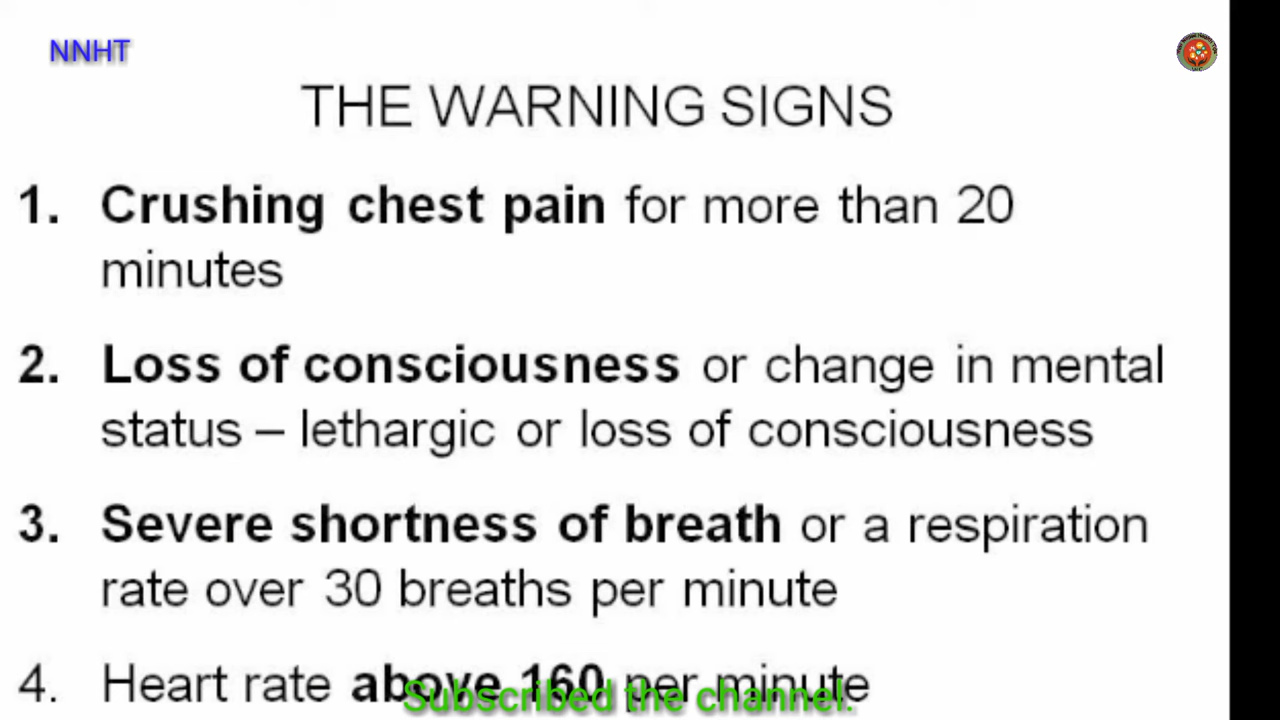 NNHT
THE WARNING SIGNS
1. Crushing chest pain for more than 20
minutes
2. Loss of consciousness or change in mental
status – lethargic or loss of consciousness
3. Severe shortness of breath or a respiration
rate over 30 breaths per minute
4. Heart rate above 160 per minute
Subscribed the channel.